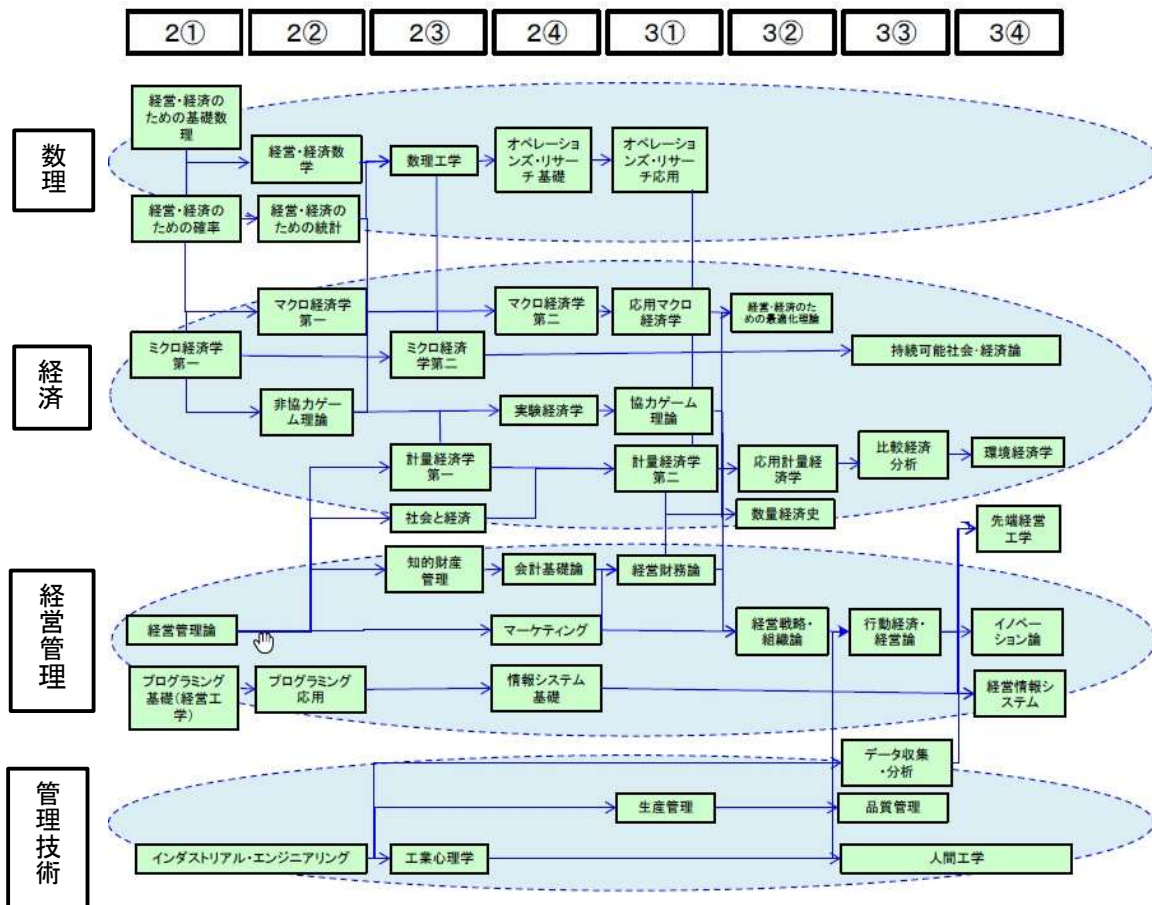 2①
2②
2③
2④
3①
3②
3③
3④
数理
経営・経済の
ための基礎数
理
経営・経済数
学
数理工学
オペレーショ
ンズ・リサー
チ 基礎
オペレーショ
ンズ・リサー
チ応用
経営・経済の
ための確率
経営・経済の
ための統計
経済
マクロ経済学
第一
マクロ経済学
第二
応用マクロ
経済学
経営・経済のた
めの最適化理論
ミクロ経済学
第一
ミクロ経済
学第二
持続可能社会・経済論
非協力ゲー
ム理論
実験経済学
協力ゲーム
理論
計量経済学
第一
計量経済学
第二
応用計量経
済学
比較経済
分析
環境経済学
社会と経済
数量経済史
先端経営
工学
経営管理
知的財産
管理
会計基礎論
経営財務論
経営管理論
マーケティング
経営戦略・
組織論
行動経済・
経営論
イノベー
ション論
プログラミング
基礎(経営工
学)
プログラミング
応用
情報システム
基礎
経営情報シ
ステム
管理技術
データ収集
・分析
生産管理
品質管理
インダストリアル・エンジニアリング
工業心理学
人間工学